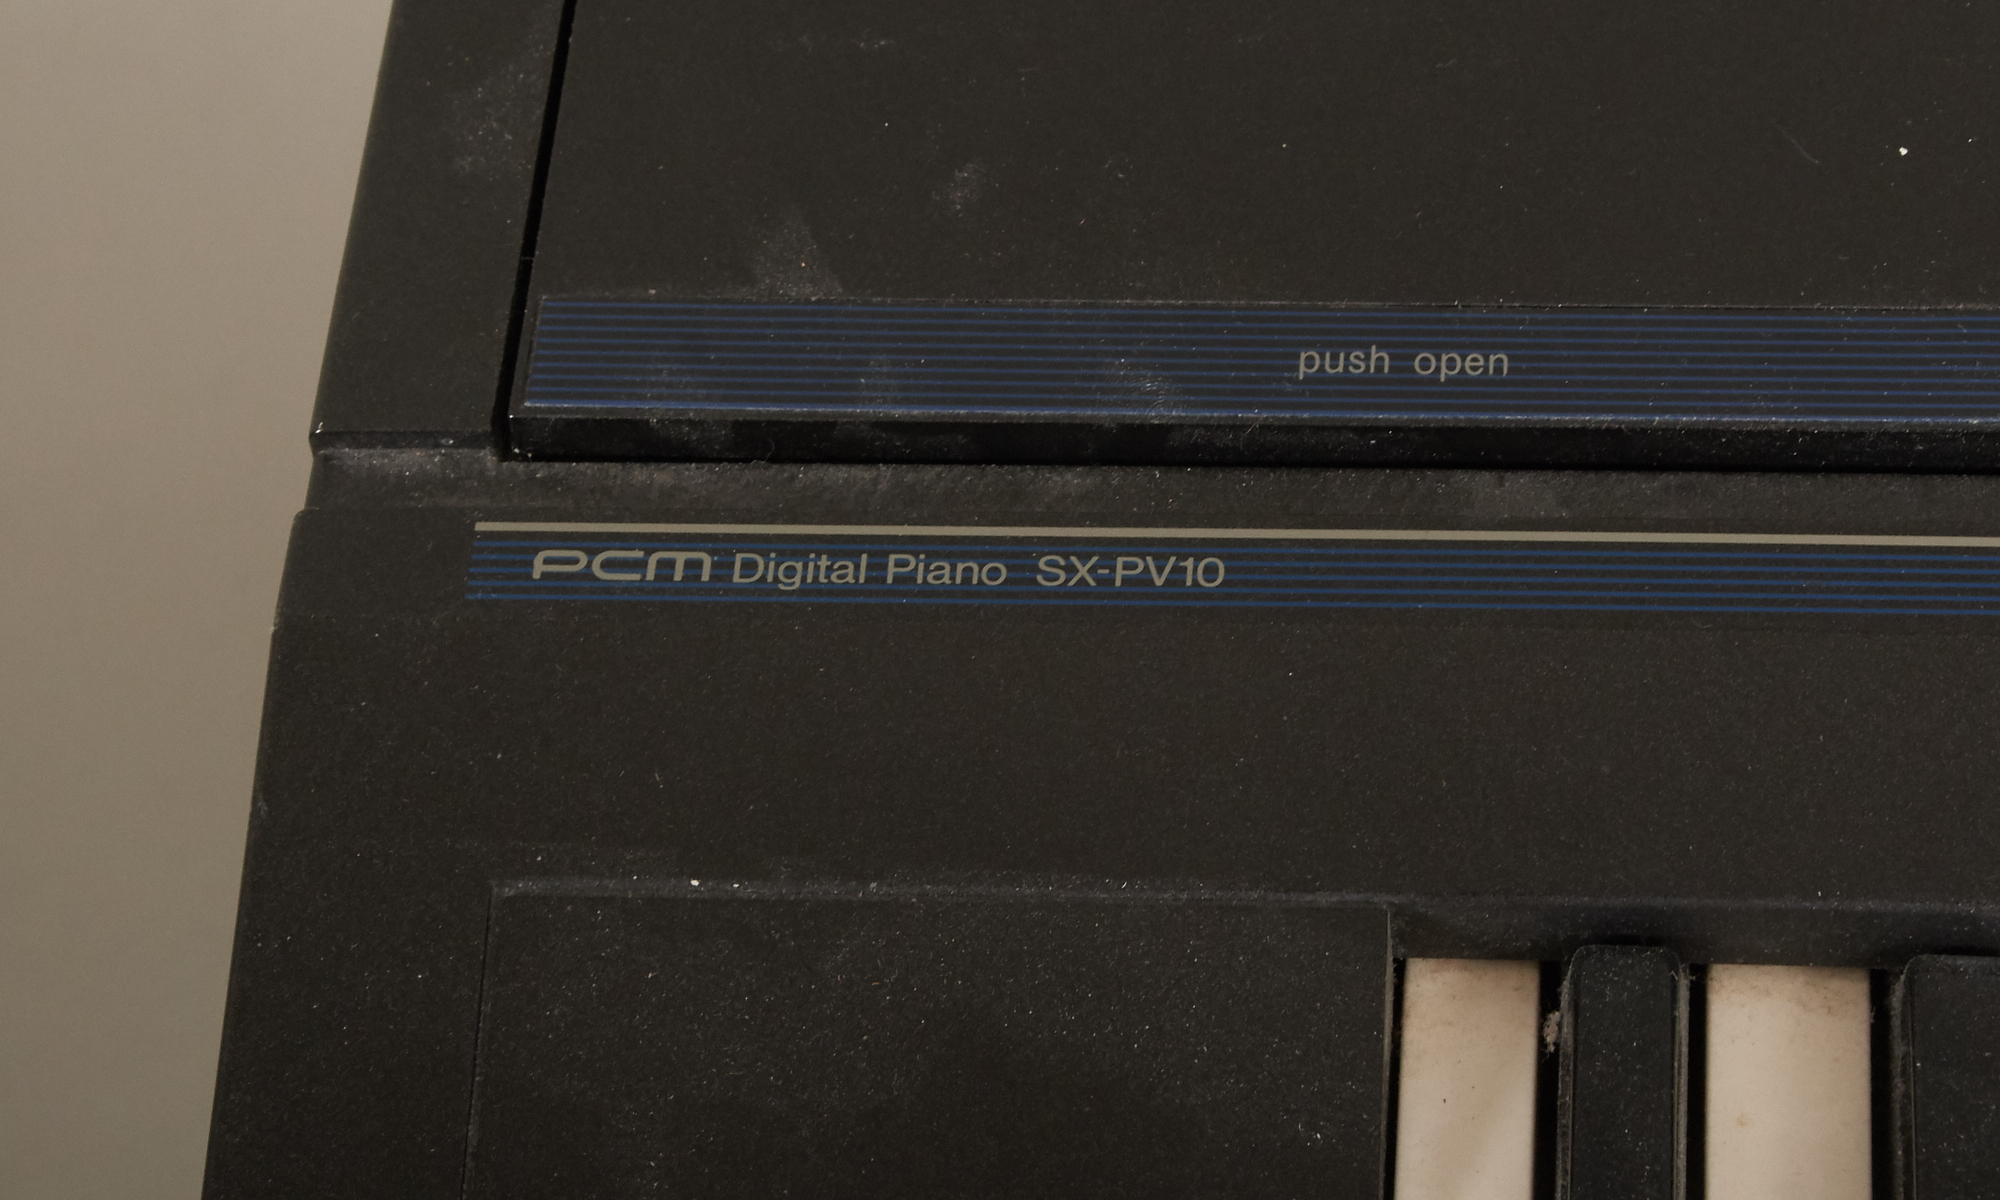 push open
PCM Digital Piano SX-PV10